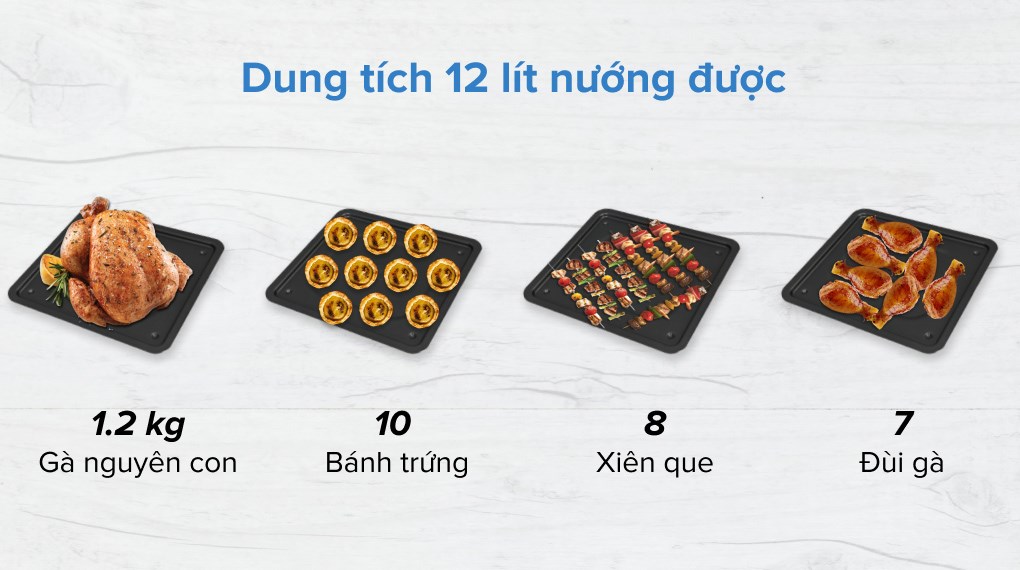 Dung tích 12 lít nướng được
1.2 kg
Gà nguyên con
10
Bánh trứng
8
Xiên que
7
Đùi gà